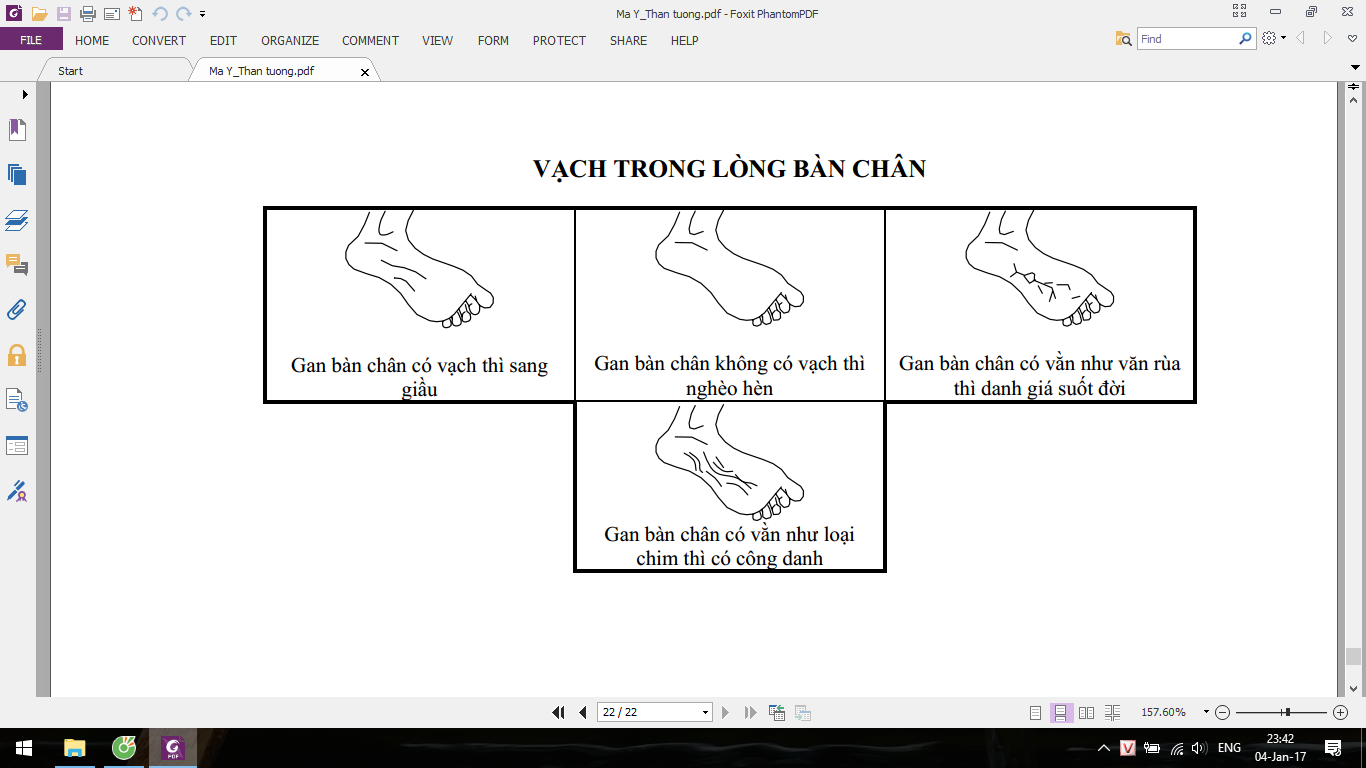 Ma Y_Than tuong.pdf - Foxit PhantomPDF
FILE HOME CONVERT EDIT ORGANIZE COMMENT VIEW FORM PROTECT SHARE HELP Find
Start Ma Y_Than tuong.pdf
VẠCH TRONG LÒNG BÀN CHÂN
Gan bàn chân có vạch thì sang
giầu
Gan bàn chân không có vạch thì
nghèo hèn
Gan bàn chân có vằn như văn rùa
thì danh giá suốt đời
Gan bàn chân có vằn như loại
chim thì có công danh
22 / 22 157.60%
PDF V ENG 23:42
04-Jan-17